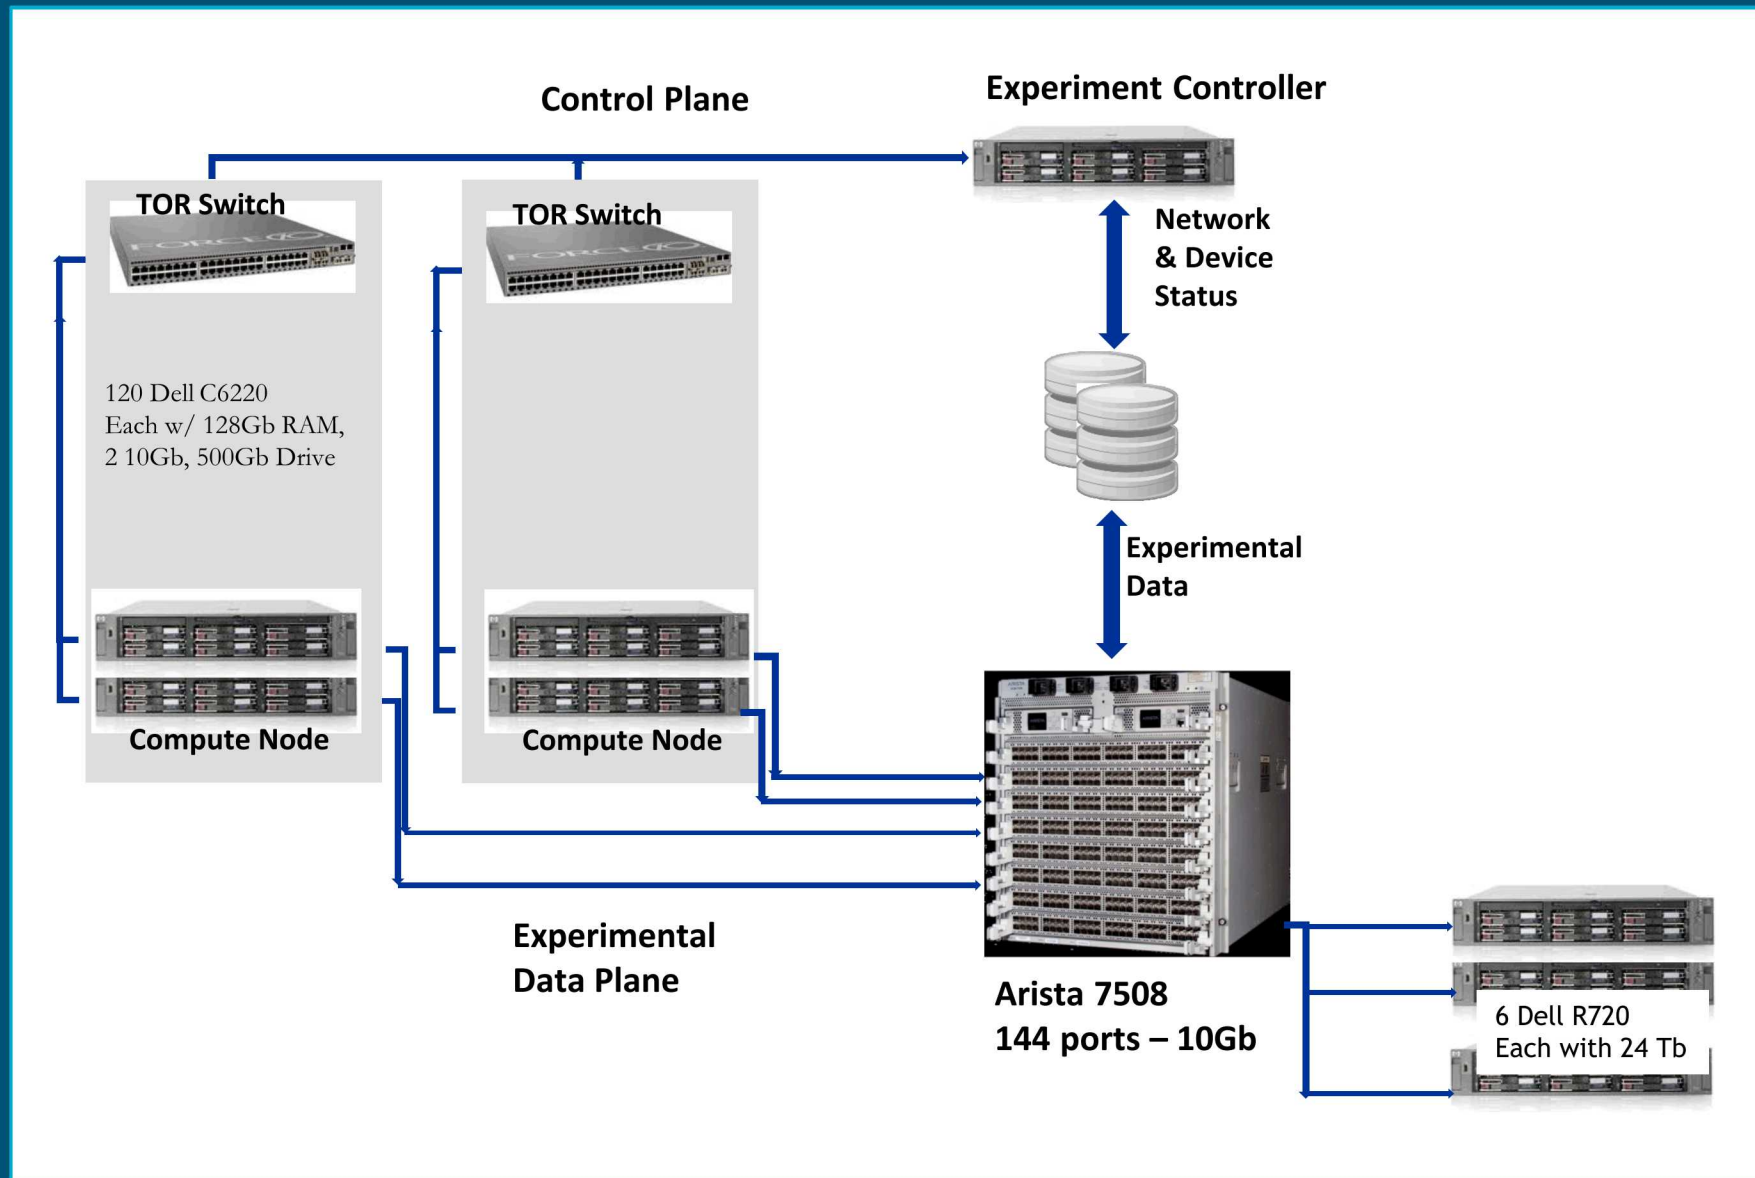 Control Plane
Experiment Controller
TOR Switch
TOR Switch
FORCE
FORCE
Network
& Device
Status
120 Dell C6220
Each w/ 128Gb RAM,
2 10Gb, 500Gb Drive
Experimental
Data
Compute Node
Compute Node
Experimental
Data Plane
Arista 7508
144 ports – 10Gb
6 Dell R720
Each with 24 Tb